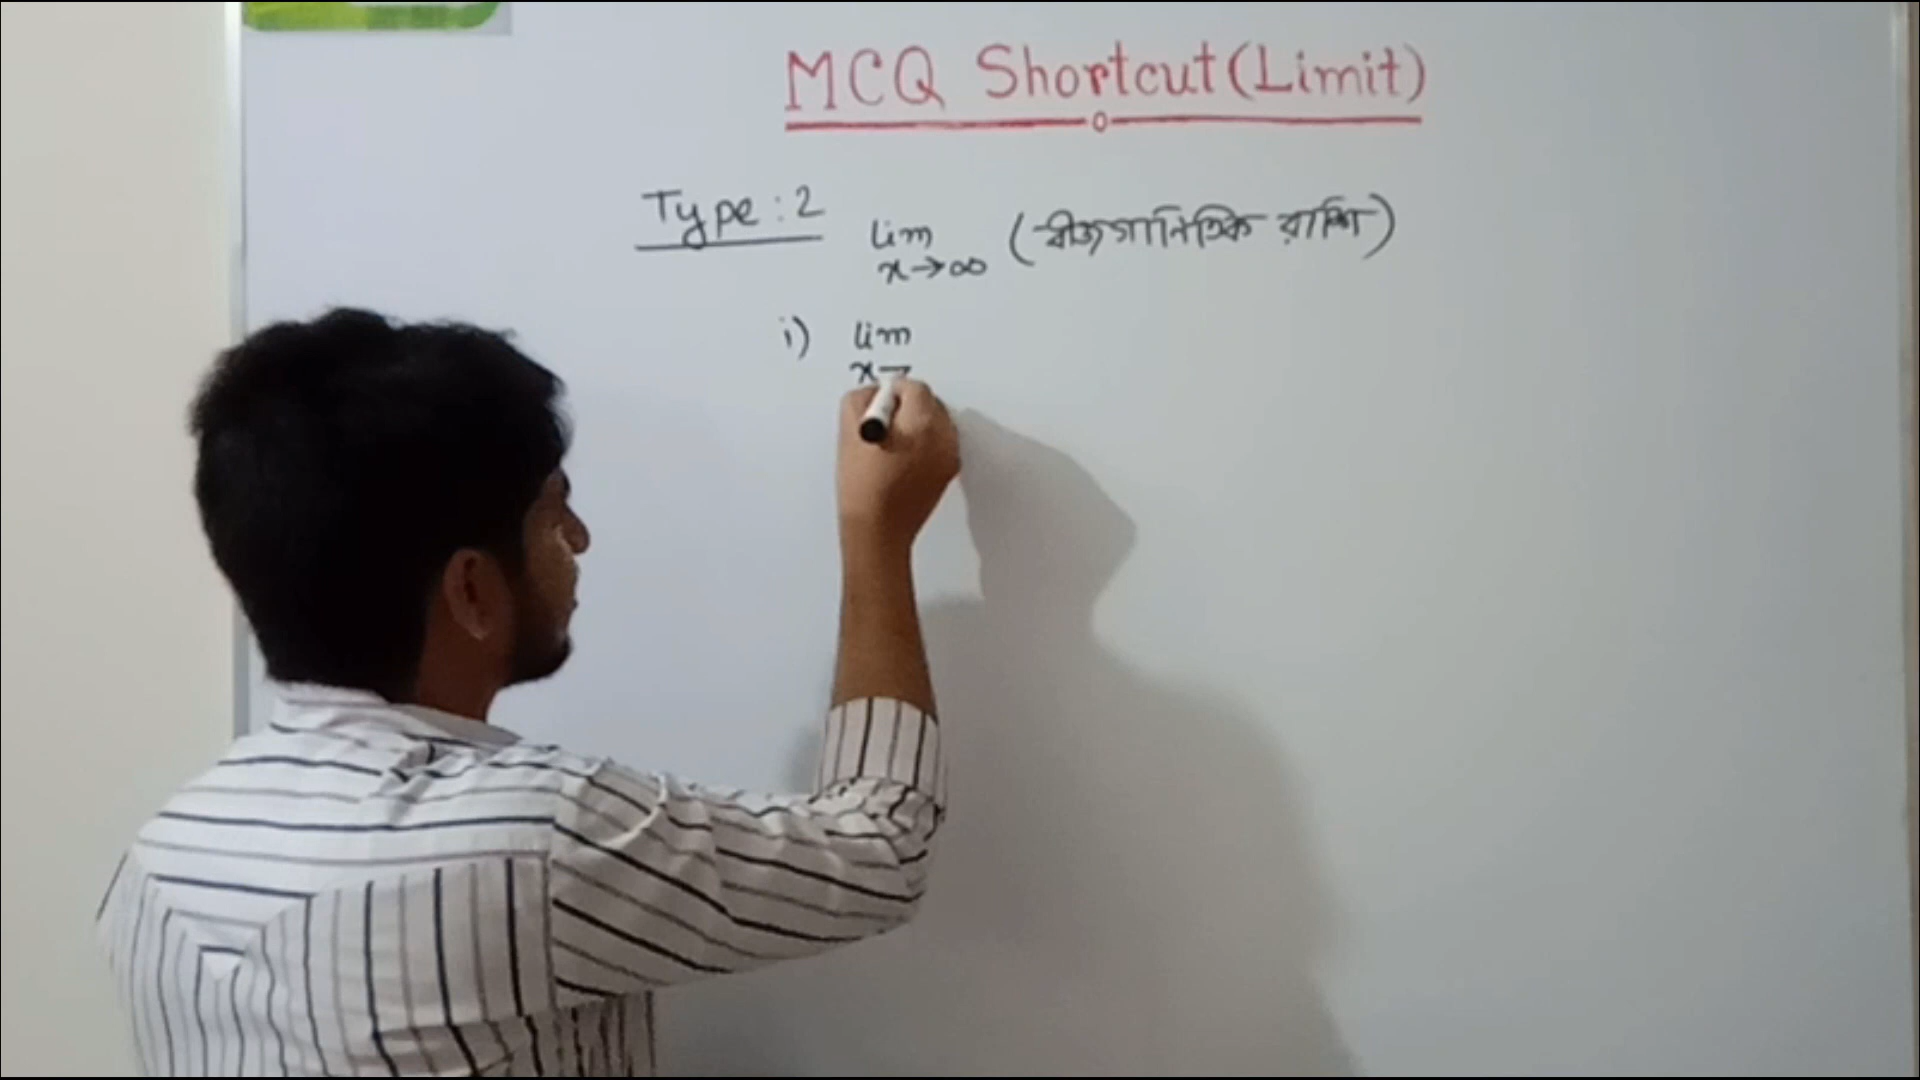 MCQ Shortcut (Limit)
Type : 2 lim x→∞ (বীজগানিতিক রাশি)
i) lim x→